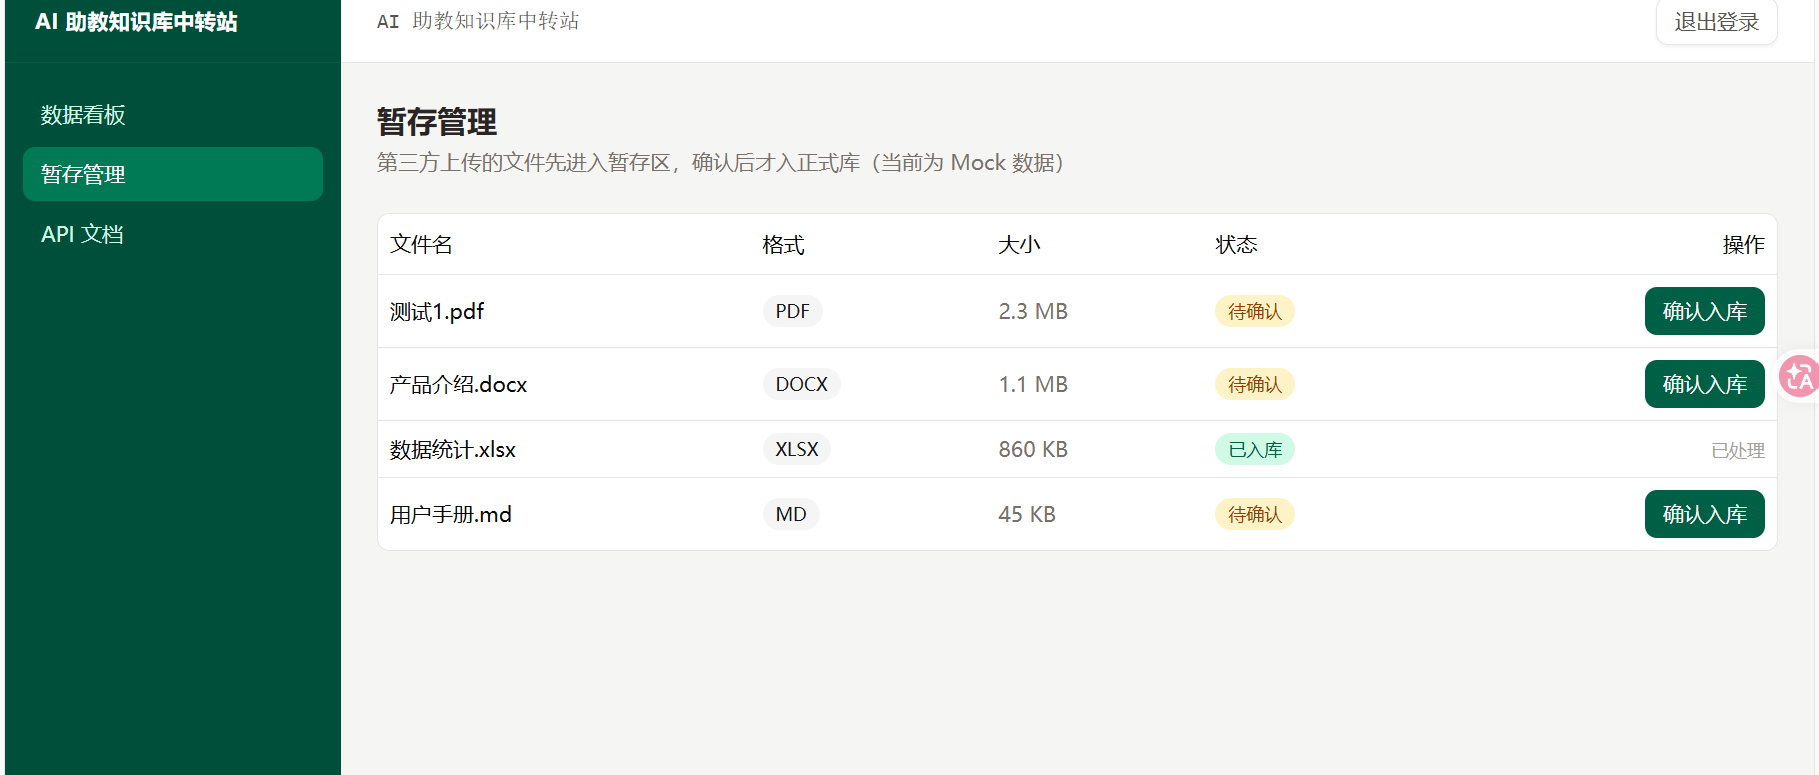 AI 助教知识库中转站
AI 助教知识库中转站
退出登录
数据看板
暂存管理
API 文档
暂存管理
第三方上传的文件先进入暂存区，确认后才入正式库（当前为 Mock 数据）
文件名 格式 大小 状态 操作
测试1.pdf PDF 2.3 MB 待确认 确认入库
产品介绍.docx DOCX 1.1 MB 待确认 确认入库
数据统计.xlsx XLSX 860 KB 已入库 已处理
用户手册.md MD 45 KB 待确认 确认入库
A